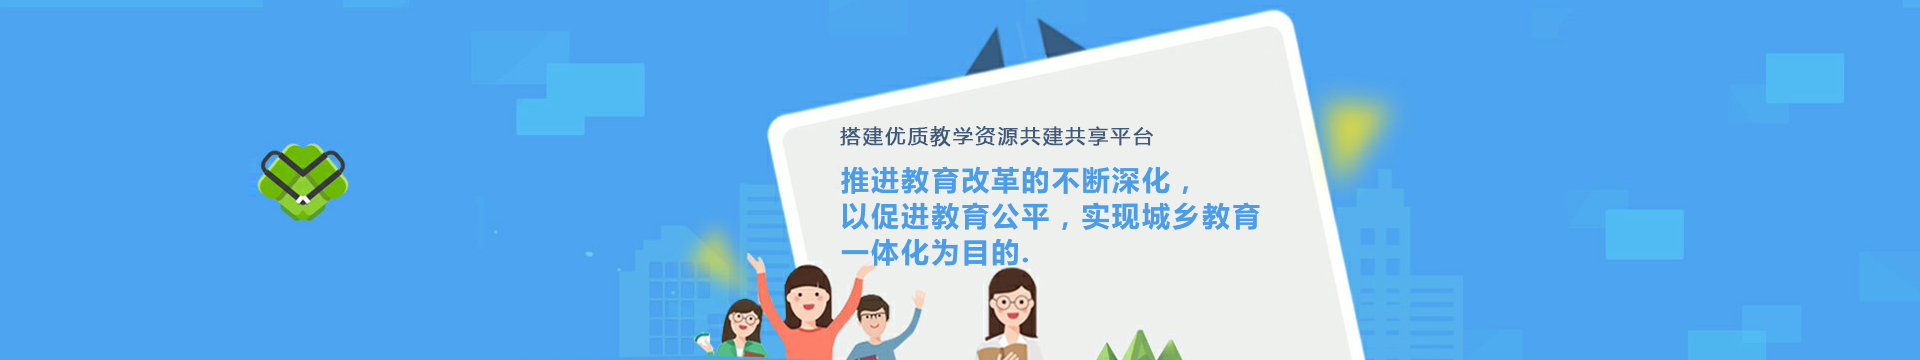 搭建优质教学资源共建共享平台
推进教育改革的不断深化，
以促进教育公平，实现城乡教育
一体化为目的.